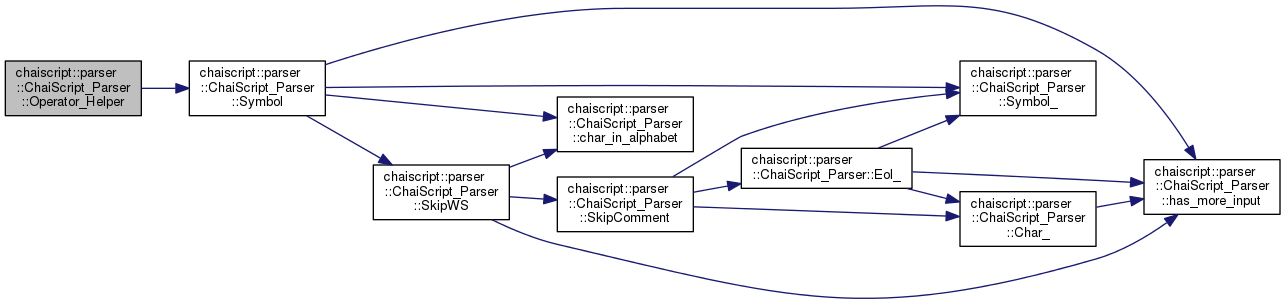 chaiscript::parser
::ChaiScript_Parser
::Operator_Helper
chaiscript::parser
::ChaiScript_Parser
::Symbol
chaiscript::parser
::ChaiScript_Parser
::SkipWS
chaiscript::parser
::ChaiScript_Parser
::char_in_alphabet
chaiscript::parser
::ChaiScript_Parser
::SkipComment
chaiscript::parser
::ChaiScript_Parser::Eol_
chaiscript::parser
::ChaiScript_Parser
::Symbol_
chaiscript::parser
::ChaiScript_Parser
::Char_
chaiscript::parser
::ChaiScript_Parser
::has_more_input